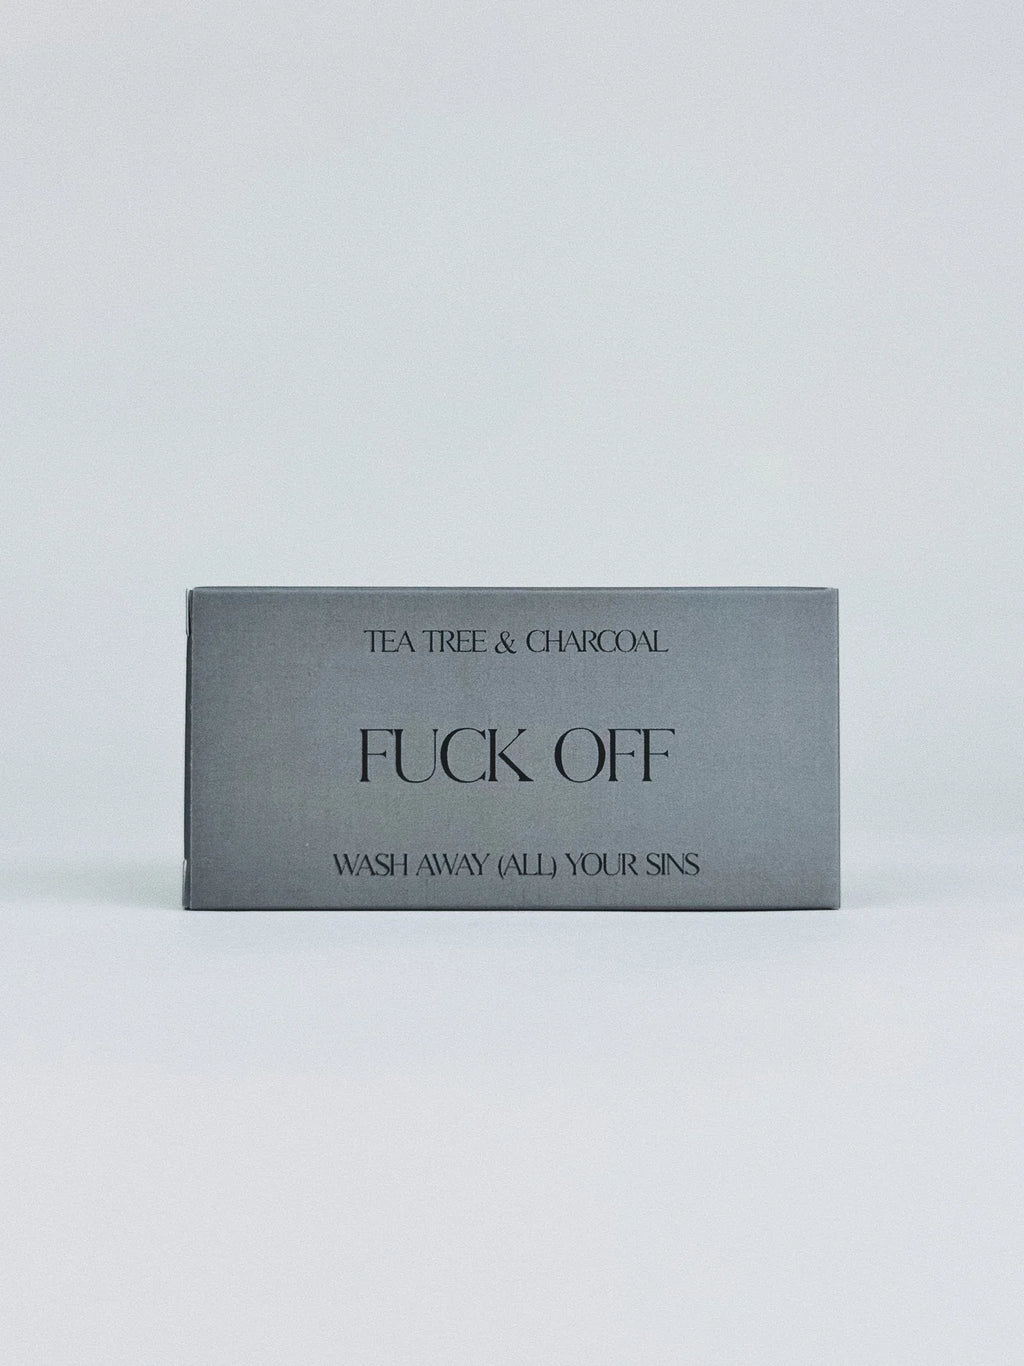 TEA TREE & CHARCOAL
FUCK OFF
WASH AWAY (ALL) YOUR SINS